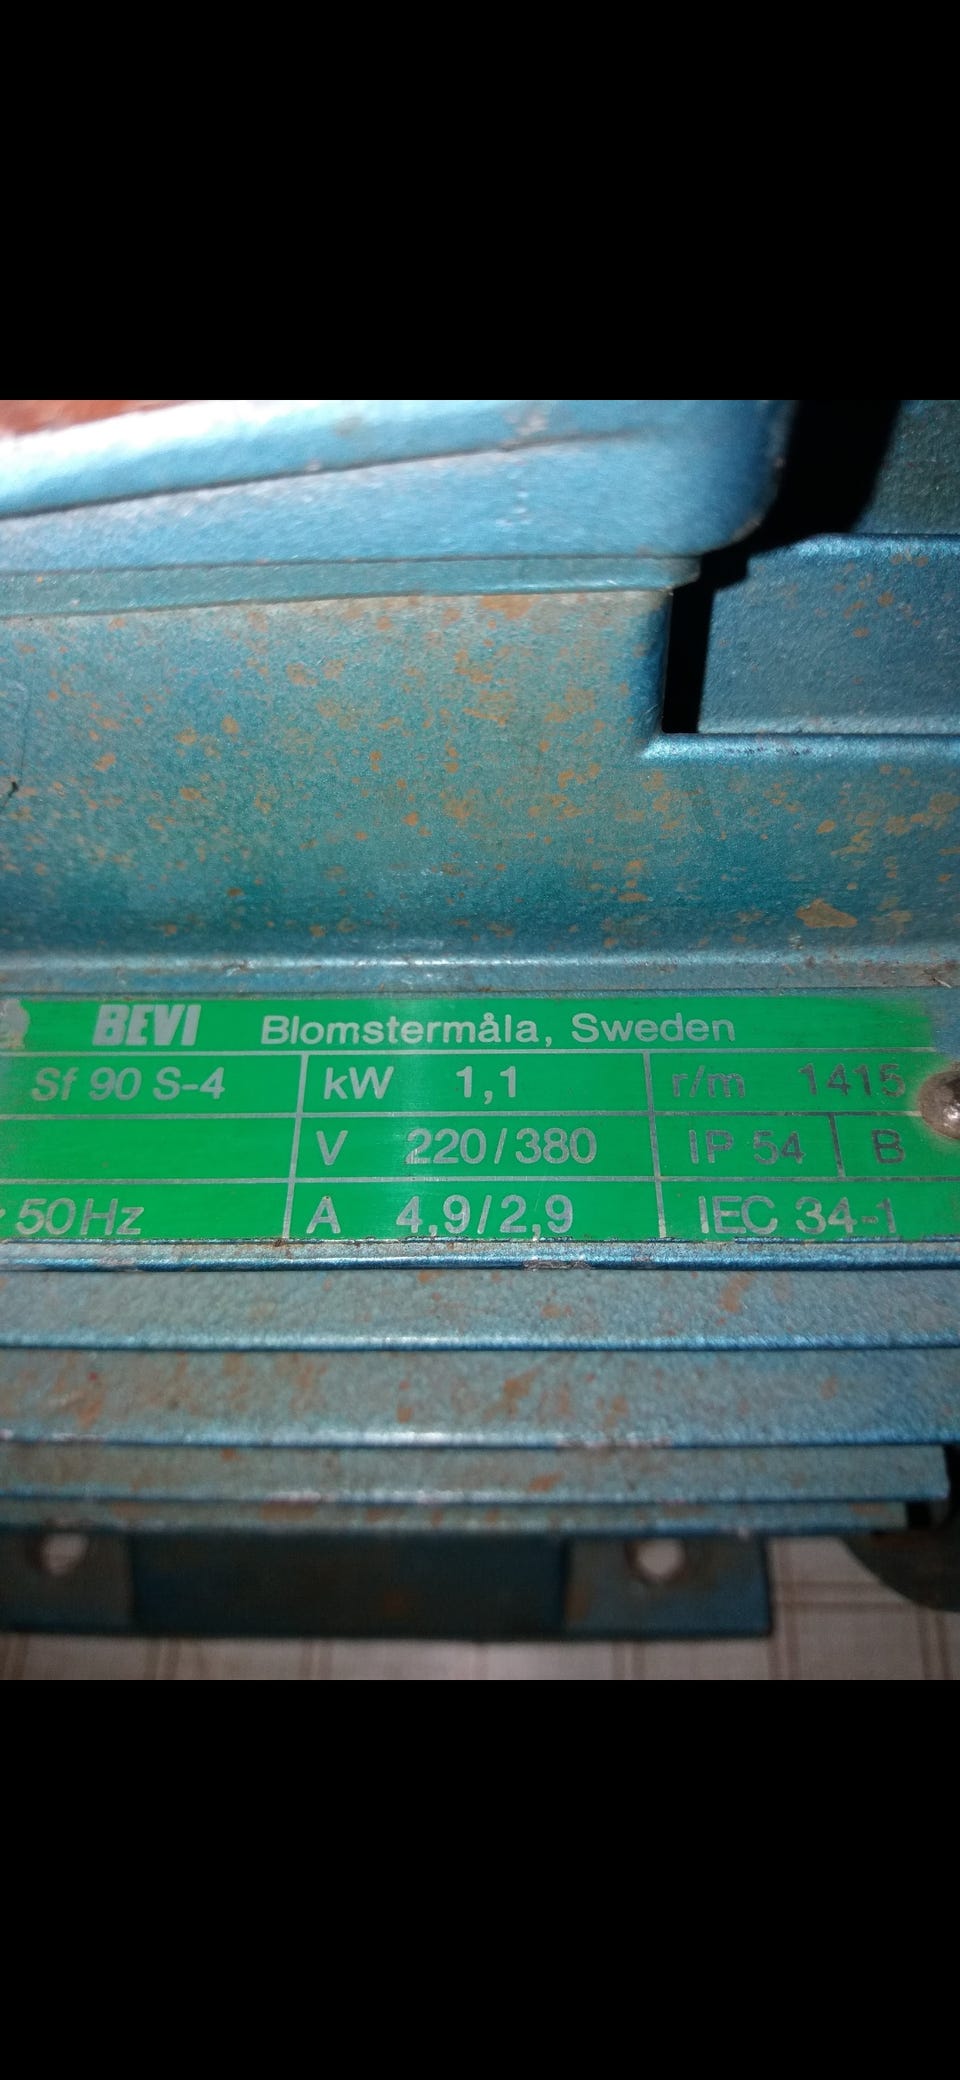 BEVI Blomstermåla, Sweden
Sf 90 S-4 kW 1,1 r/m 1415
V 220/380 IP 54 B
50Hz A 4,9/2,9 IEC 34-1